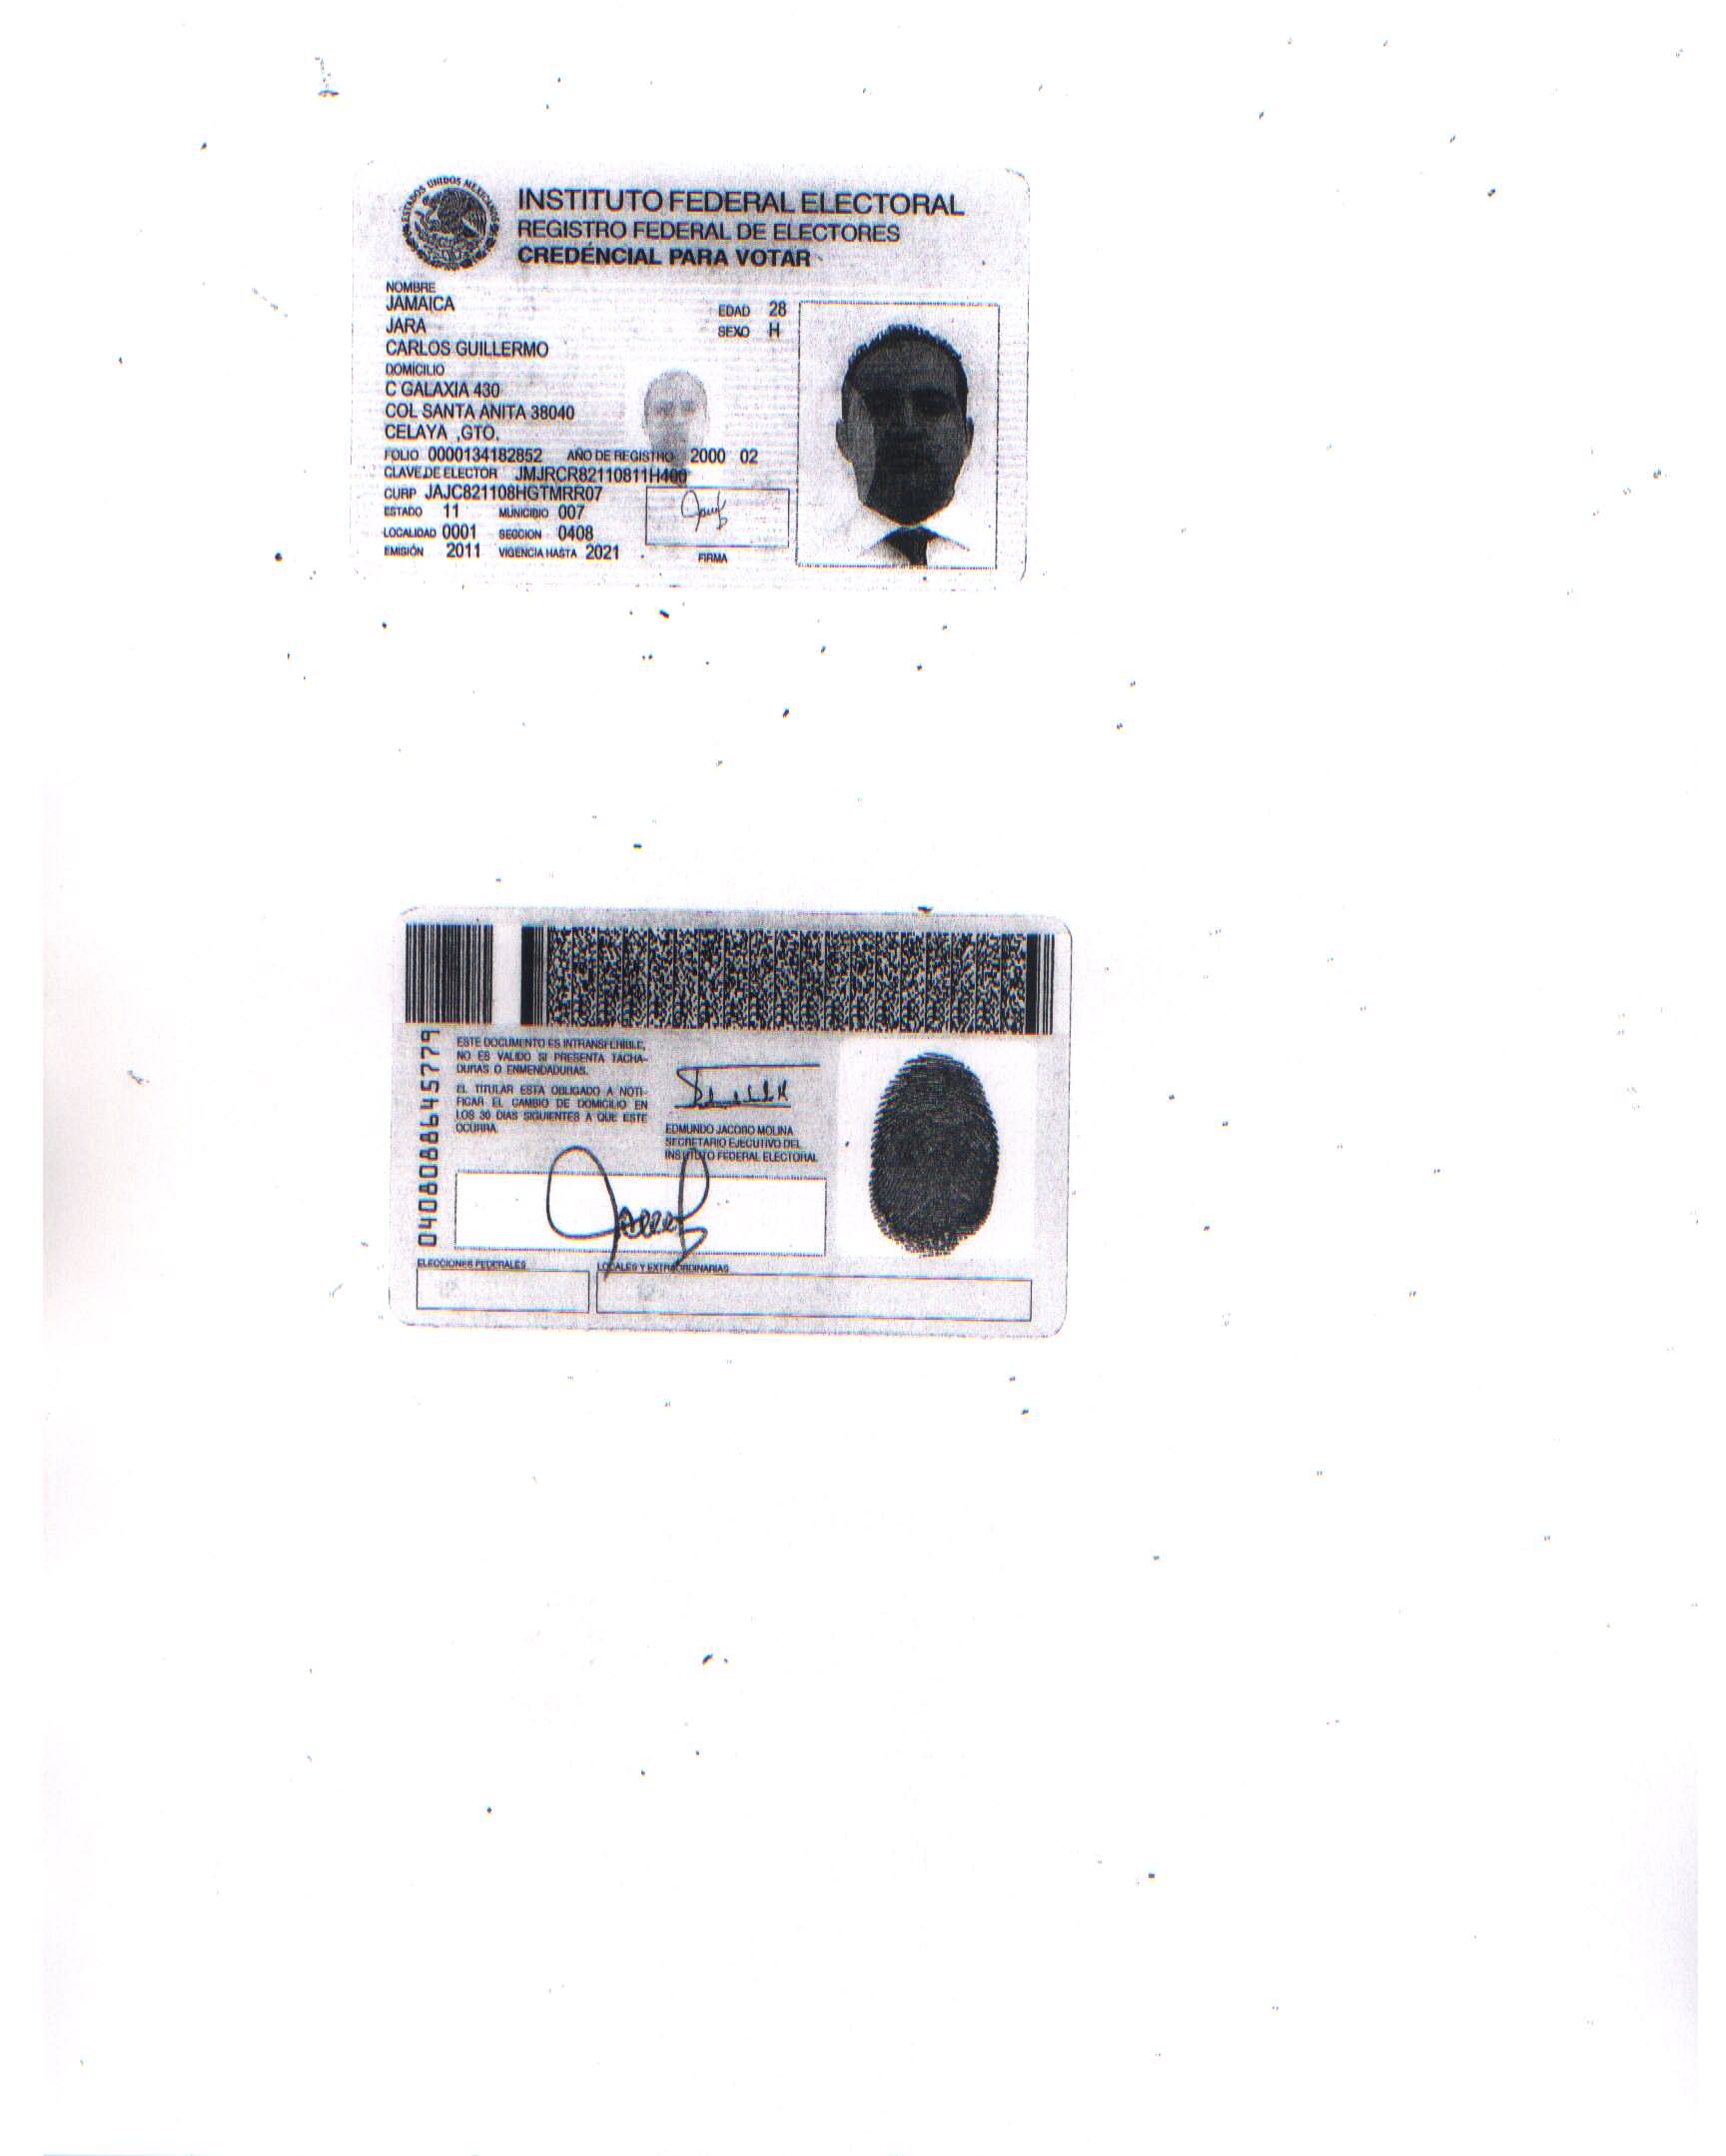 ESTADOS UNIDOS MEXICANOS
INSTITUTO FEDERAL ELECTORAL
REGISTRO FEDERAL DE ELECTORES
CREDENCIAL PARA VOTAR
NOMBRE
JAMAICA
JARA
CARLOS GUILLERMO
EDAD 28
SEXO H
DOMICILIO
C GALAXIA 430
COL SANTA ANITA 38040
CELAYA ,GTO.
FOLIO 0000134182852 AÑO DE REGISTRO 2000 02
CLAVE DE ELECTOR JMJRCR82110811H400
CURP JAJC821108HGTMRR07
ESTADO 11 MUNICIPIO 007
LOCALIDAD 0001 SECCION 0408
EMISIÓN 2011 VIGENCIA HASTA 2021
FIRMA
0408088645779
ESTE DOCUMENTO ES INTRANSFERIBLE,
NO ES VALIDO SI PRESENTA TACHA-
DURAS O ENMENDADURAS.
EL TITULAR ESTA OBLIGADO A NOTI-
FICAR EL CAMBIO DE DOMICILIO EN
LOS 30 DIAS SIGUIENTES A QUE ESTE
OCURRA.
EDMUNDO JACOBO MOLINA
SECRETARIO EJECUTIVO DEL
INSTITUTO FEDERAL ELECTORAL
ELECCIONES FEDERALES
LOCALES Y EXTRAORDINARIAS